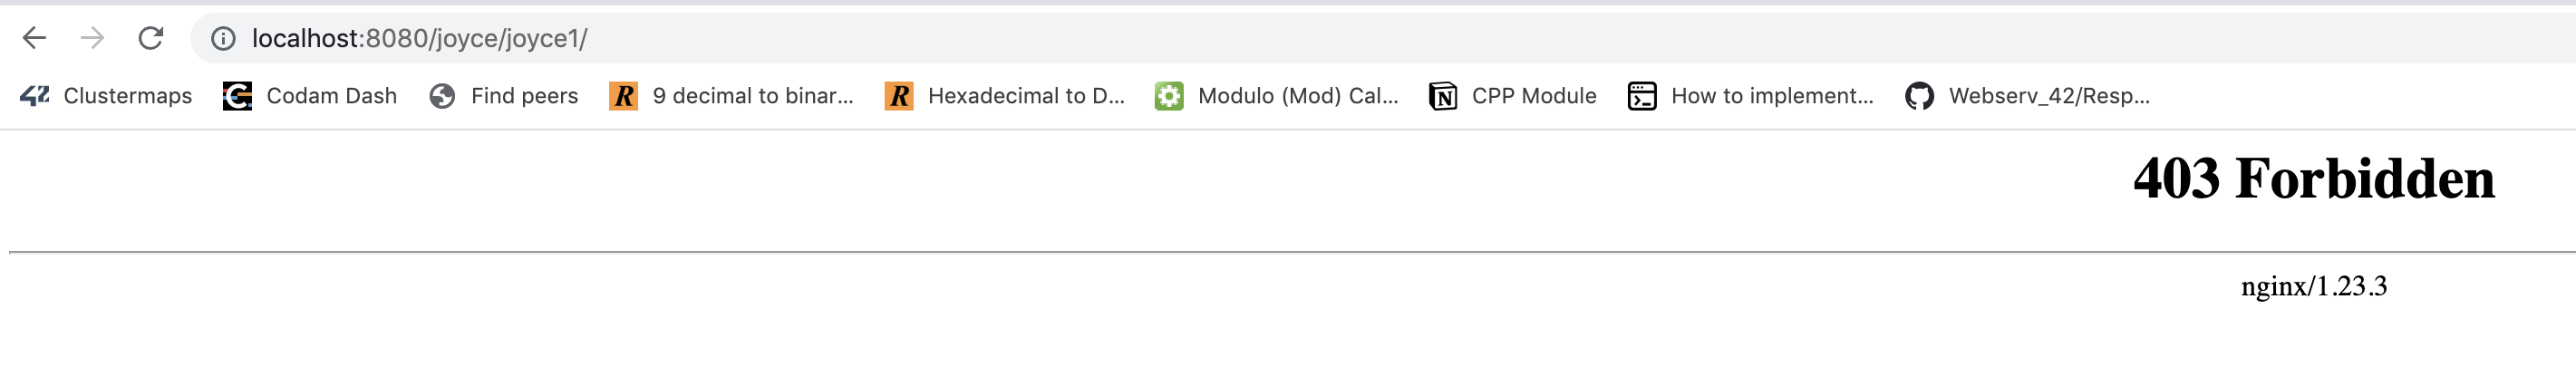 localhost:8080/joyce/joyce1/
Clustermaps Codam Dash Find peers R 9 decimal to binar... R Hexadecimal to D... Modulo (Mod) Cal... CPP Module How to implement... Webserv_42/Resp...
403 Forbidden
nginx/1.23.3